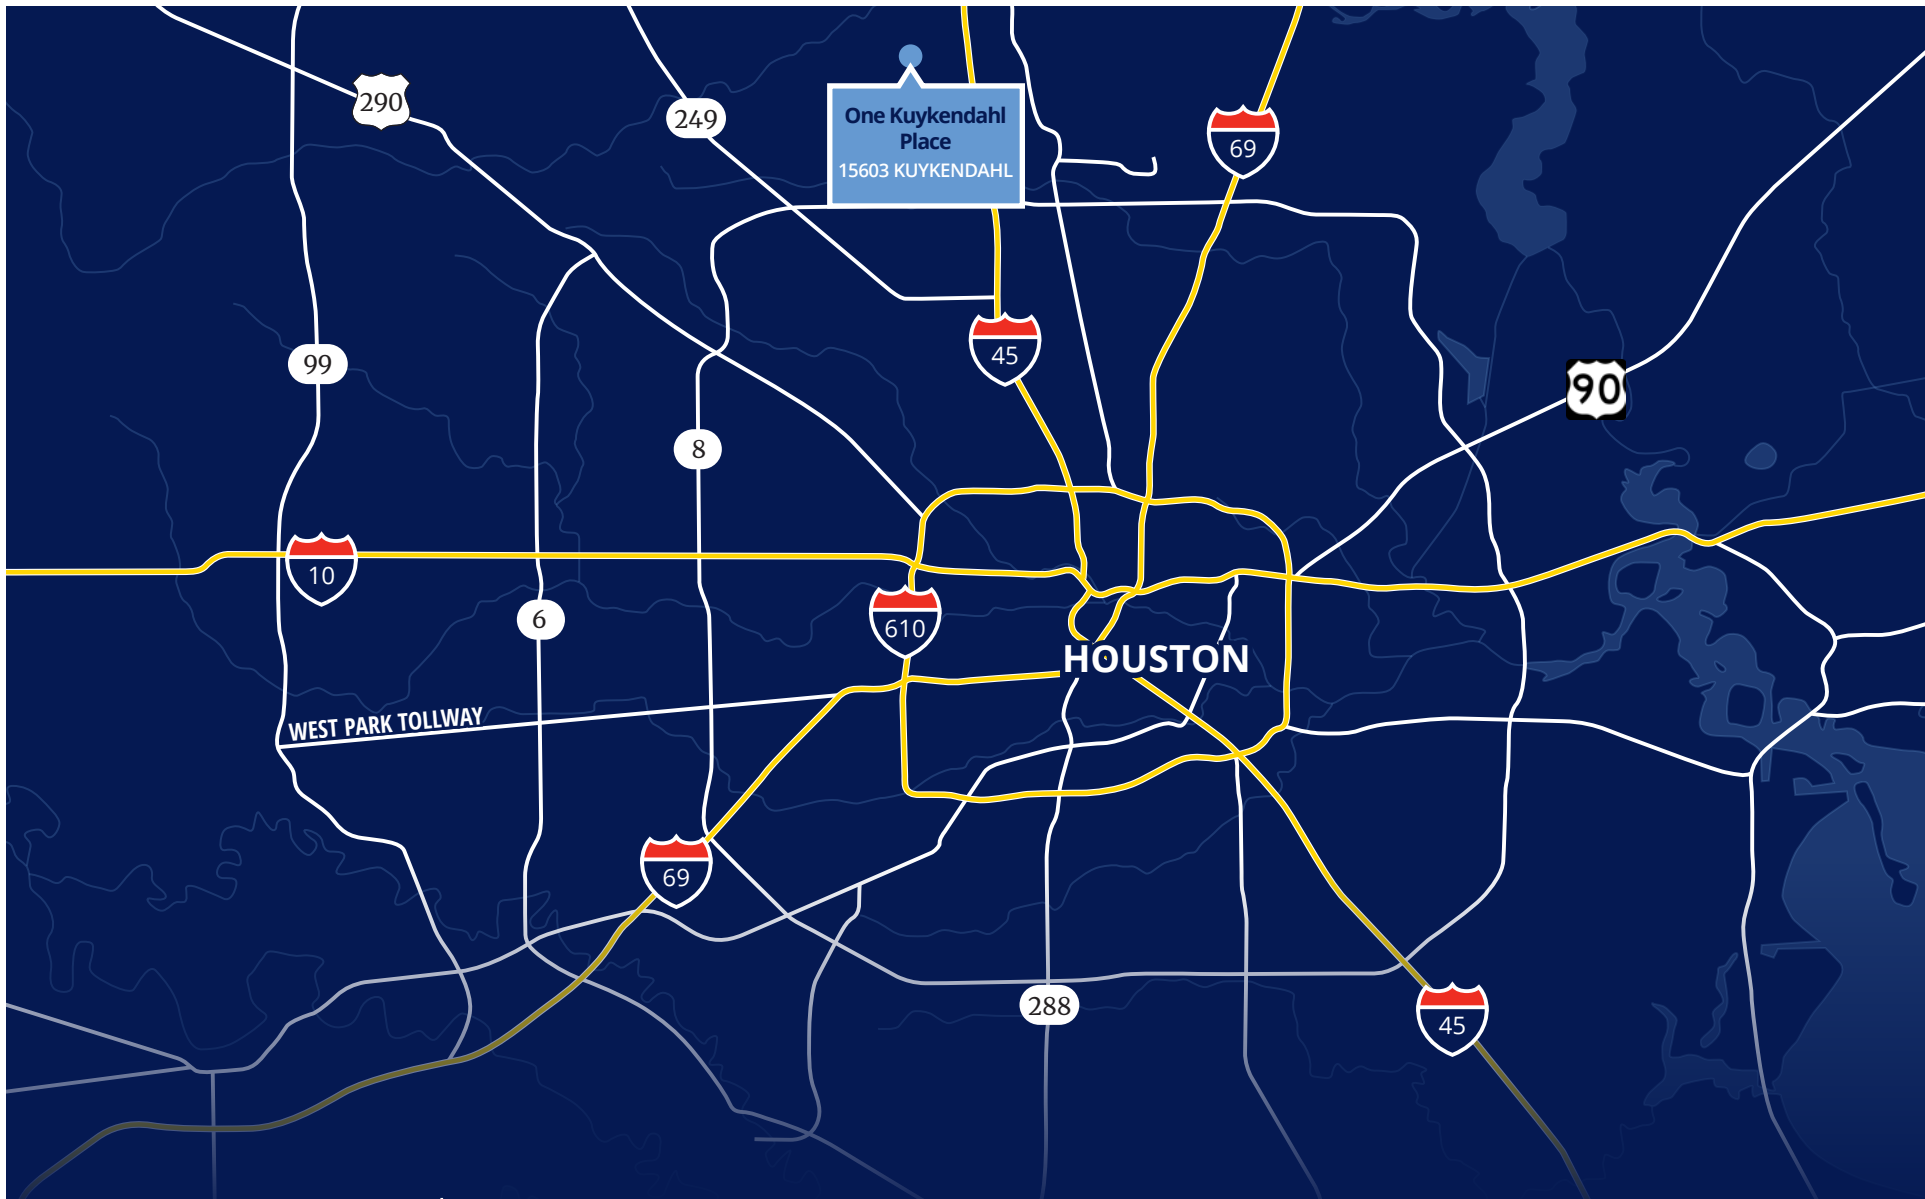 290
249
One Kuykendahl
Place
15603 KUYKENDAHL
69
45
99
90
8
10
6
610
HOUSTON
WEST PARK TOLLWAY
69
288
45